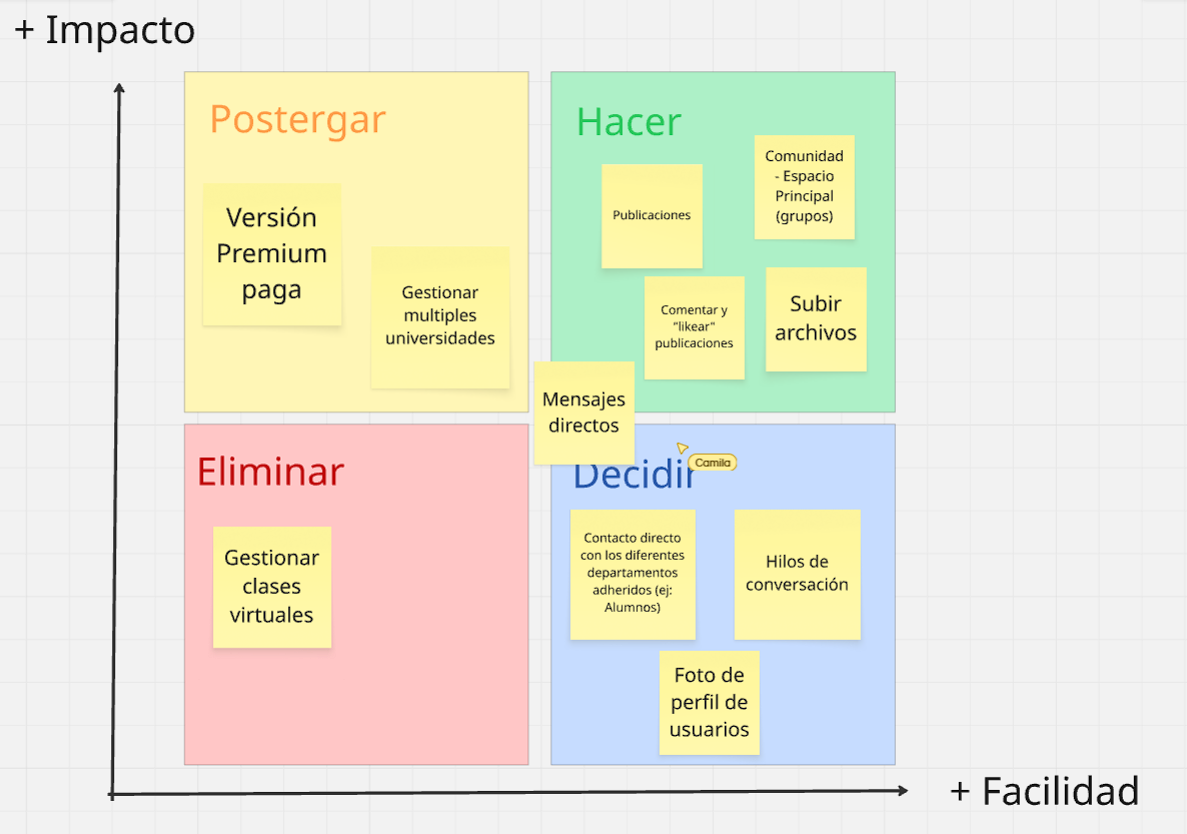 + Impacto
Postergar
Versión
Premium
paga
Gestionar
multiples
universidades
Hacer
Publicaciones
Comunidad
- Espacio
Principal
(grupos)
Comentar y
"likear"
publicaciones
Subir
archivos
Mensajes
directos
Eliminar
Gestionar
clases
virtuales
Decidir
Camila
Contacto directo
con los diferentes
departamentos
adheridos (ej:
Alumnos)
Hilos de
conversación
Foto de
perfil de
usuarios
+ Facilidad